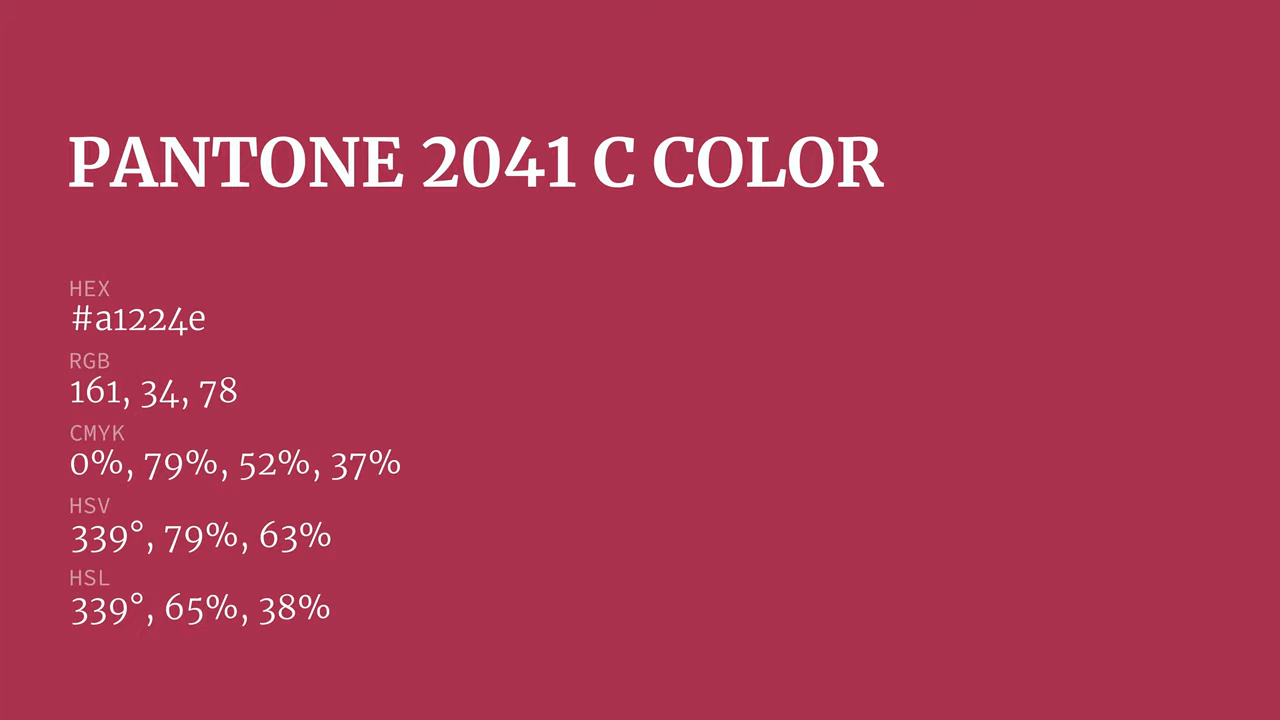 PANTONE 2041 C COLOR
HEX
#a1224e
RGB
161, 34, 78
CMYK
0%, 79%, 52%, 37%
HSV
339°, 79%, 63%
HSL
339°, 65%, 38%